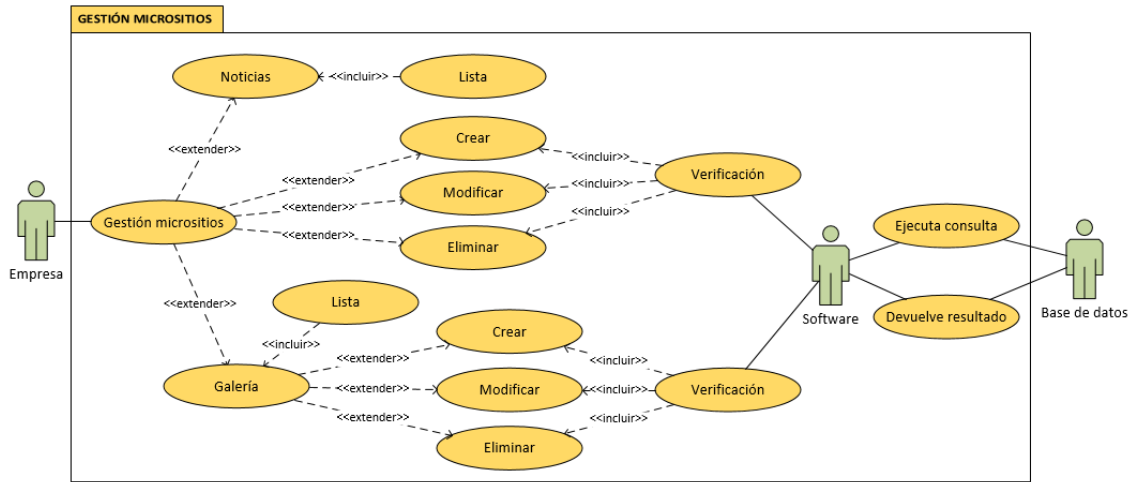 GESTIÓN MICROSITIOS
Noticias
<<incluir>>
Lista
<<extender>>
Crear
<<incluir>>
<<extender>>
Modificar
<<incluir>>
Verificación
<<extender>>
Gestión micrositios
<<incluir>>
<<extender>>
Eliminar
Ejecuta consulta
Empresa
<<extender>>
Lista
Software
Devuelve resultado
Base de datos
<<incluir>>
Crear
<<extender>>
<<incluir>>
Galería
<<extender>>
Modificar
<<incluir>>
Verificación
<<extender>>
<<incluir>>
Eliminar